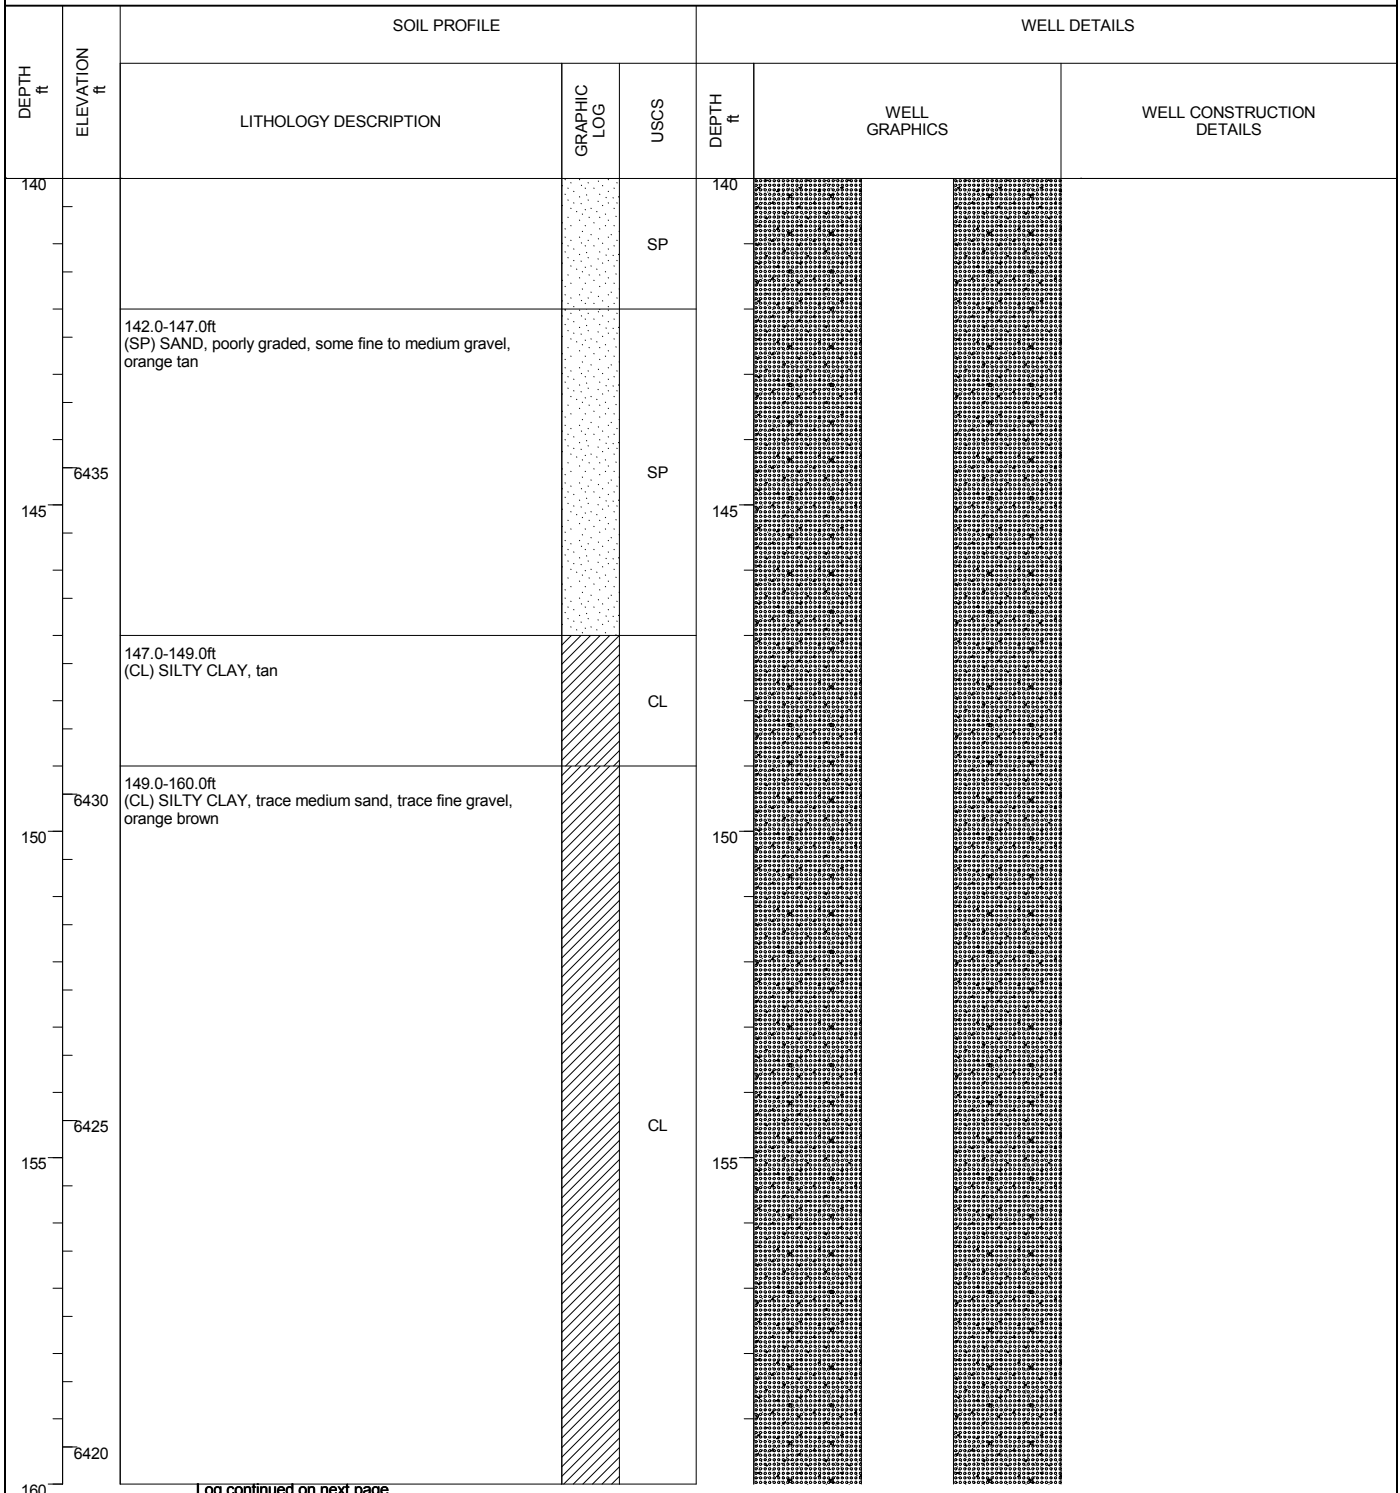 SOIL PROFILE
WELL DETAILS
DEPTH
ft
ELEVATION
ft
LITHOLOGY DESCRIPTION
GRAPHIC
LOG
USCS
DEPTH
ft
WELL
GRAPHICS
WELL CONSTRUCTION
DETAILS
140
140
SP
142.0-147.0ft
(SP) SAND, poorly graded, some fine to medium gravel,
orange tan
6435
SP
145
145
147.0-149.0ft
(CL) SILTY CLAY, tan
CL
149.0-160.0ft
6430
(CL) SILTY CLAY, trace medium sand, trace fine gravel,
orange brown
150
150
6425
CL
155
155
6420
160
Log continued on next page